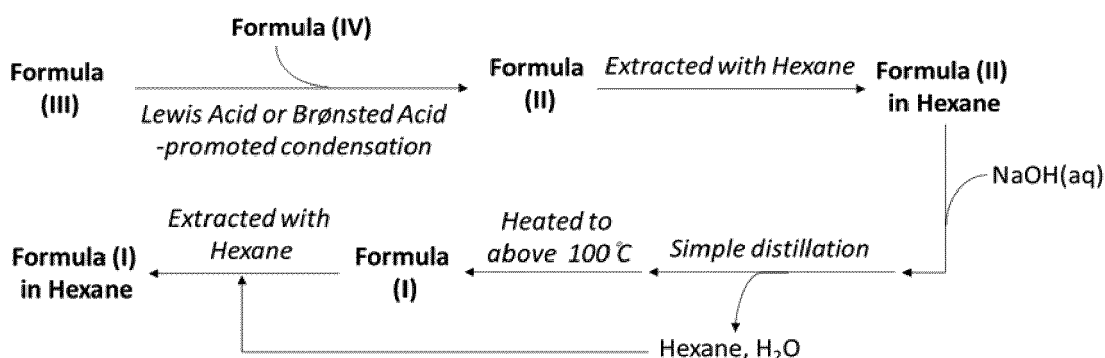 Formula (IV)
Formula
(III)
Lewis Acid or Brønsted Acid
-promoted condensation
Formula
(II)
Extracted with Hexane
Formula (II)
in Hexane
NaOH(aq)
Simple distillation
Hexane, H₂O
Heated to
above 100℃
Formula
(I)
Extracted with
Hexane
Formula (I)
in Hexane